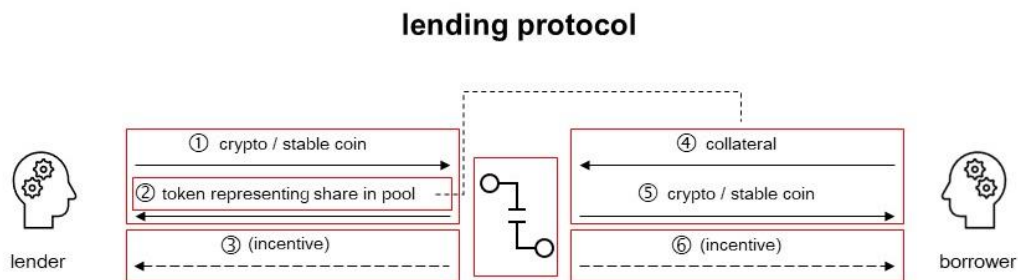 lending protocol
① crypto / stable coin
④ collateral
② token representing share in pool
⑤ crypto / stable coin
③ (incentive)
⑥ (incentive)
lender
borrower